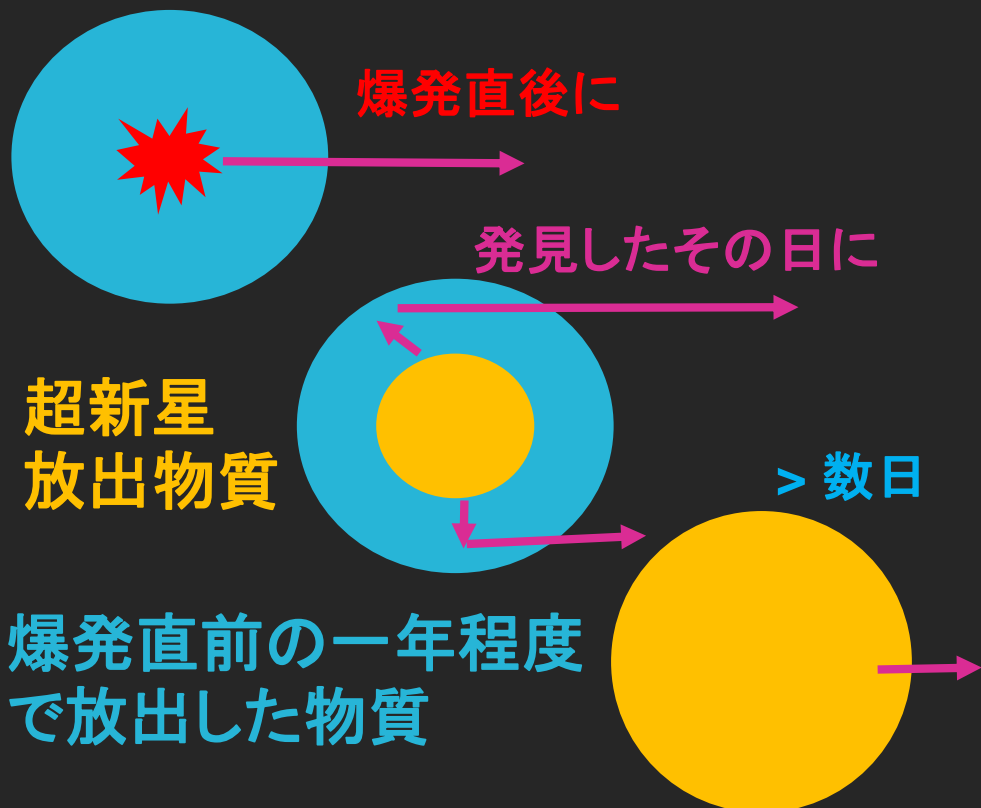 爆発直後に
発見したその日に
超新星
放出物質
> 数日
爆発直前の一年程度
で放出した物質